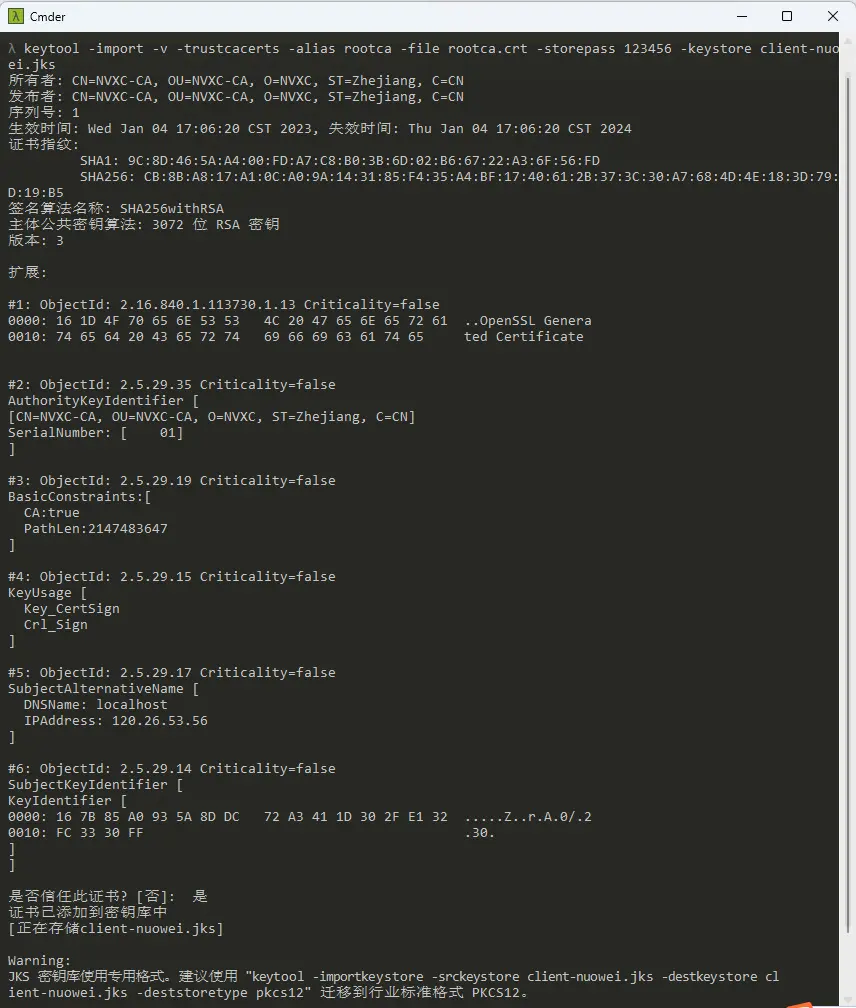 Cmder
λ keytool -import -v -trustcacerts -alias rootca -file rootca.crt -storepass 123456 -keystore client-nuo
ei.jks
所有者: CN=NVXC-CA, OU=NVXC-CA, O=NVXC, ST=Zhejiang, C=CN
发布者: CN=NVXC-CA, OU=NVXC-CA, O=NVXC, ST=Zhejiang, C=CN
序列号: 1
生效时间: Wed Jan 04 17:06:20 CST 2023, 失效时间: Thu Jan 04 17:06:20 CST 2024
证书指纹:
SHA1: 9C:8D:46:5A:A4:00:FD:A7:C8:B0:3B:6D:02:B6:67:22:A3:6F:56:FD
SHA256: CB:8B:A8:17:A1:0C:A0:9A:14:31:85:F4:35:A4:BF:17:40:61:2B:37:3C:30:A7:68:4D:4E:18:3D:79:
D:19:B5
签名算法名称: SHA256withRSA
主体公共密钥算法: 3072 位 RSA 密钥
版本: 3
扩展:
#1: ObjectId: 2.16.840.1.113730.1.13 Criticality=false
0000: 16 1D 4F 70 65 6E 53 53   4C 20 47 65 6E 65 72 61  ..OpenSSL Genera
0010: 74 65 64 20 43 65 72 74   69 66 69 63 61 74 65     ted Certificate
#2: ObjectId: 2.5.29.35 Criticality=false
AuthorityKeyIdentifier [
[CN=NVXC-CA, OU=NVXC-CA, O=NVXC, ST=Zhejiang, C=CN]
SerialNumber: [    01]
]
#3: ObjectId: 2.5.29.19 Criticality=false
BasicConstraints:[
CA:true
PathLen:2147483647
]
#4: ObjectId: 2.5.29.15 Criticality=false
KeyUsage [
Key_CertSign
Crl_Sign
]
#5: ObjectId: 2.5.29.17 Criticality=false
SubjectAlternativeName [
DNSName: localhost
IPAddress: 120.26.53.56
]
#6: ObjectId: 2.5.29.14 Criticality=false
SubjectKeyIdentifier [
KeyIdentifier [
0000: 16 7B 85 A0 93 5A 8D DC   72 A3 41 1D 30 2F E1 32  .....Z..r.A.0/.2
0010: FC 33 30 FF                                        .30.
]
]
是否信任此证书? [否]:  是
证书已添加到密钥库中
[正在存储client-nuowei.jks]
Warning:
JKS 密钥库使用专用格式。建议使用 "keytool -importkeystore -srckeystore client-nuowei.jks -destkeystore cl
ient-nuowei.jks -deststoretype pkcs12" 迁移到行业标准格式 PKCS12。